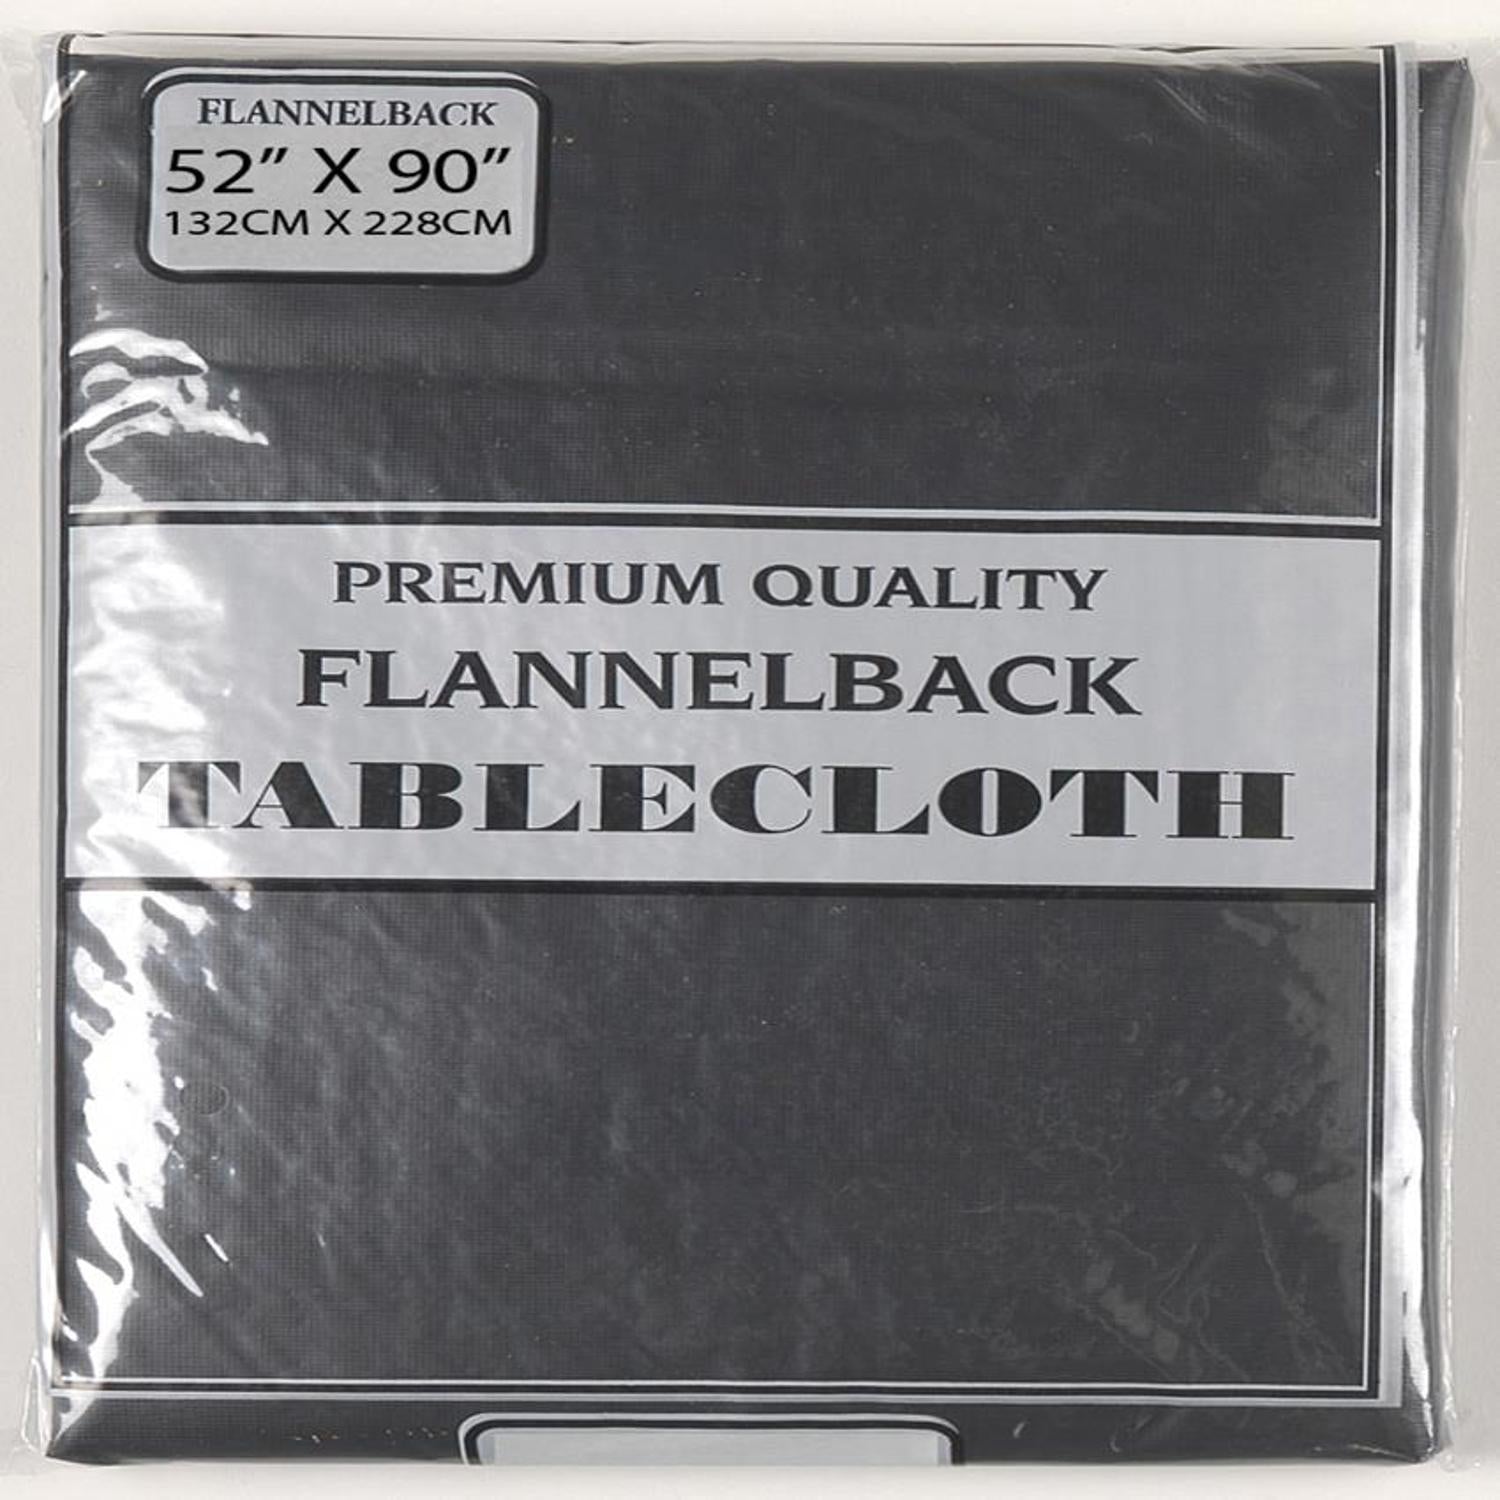 FLANNELBACK
52” X 90”
132CM X 228CM
PREMIUM QUALITY
FLANNELBACK
TABLECLOTH